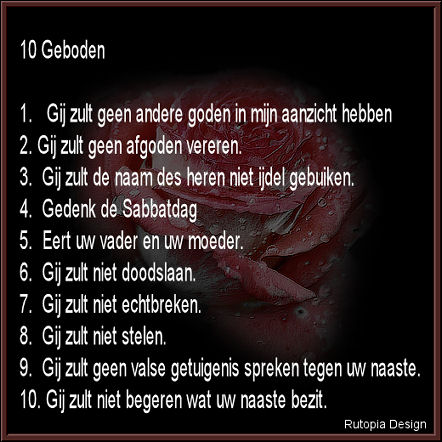 10 Geboden
1. Gij zult geen andere goden in mijn aanzicht hebben
2. Gij zult geen afgoden vereren.
3. Gij zult de naam des heren niet ijdel gebuiken.
4. Gedenk de Sabbatdag
5. Eert uw vader en uw moeder.
6. Gij zult niet doodslaan.
7. Gij zult niet echtbreken.
8. Gij zult niet stelen.
9. Gij zult geen valse getuigenis spreken tegen uw naaste.
10. Gij zult niet begeren wat uw naaste bezit.
Rutopia Design